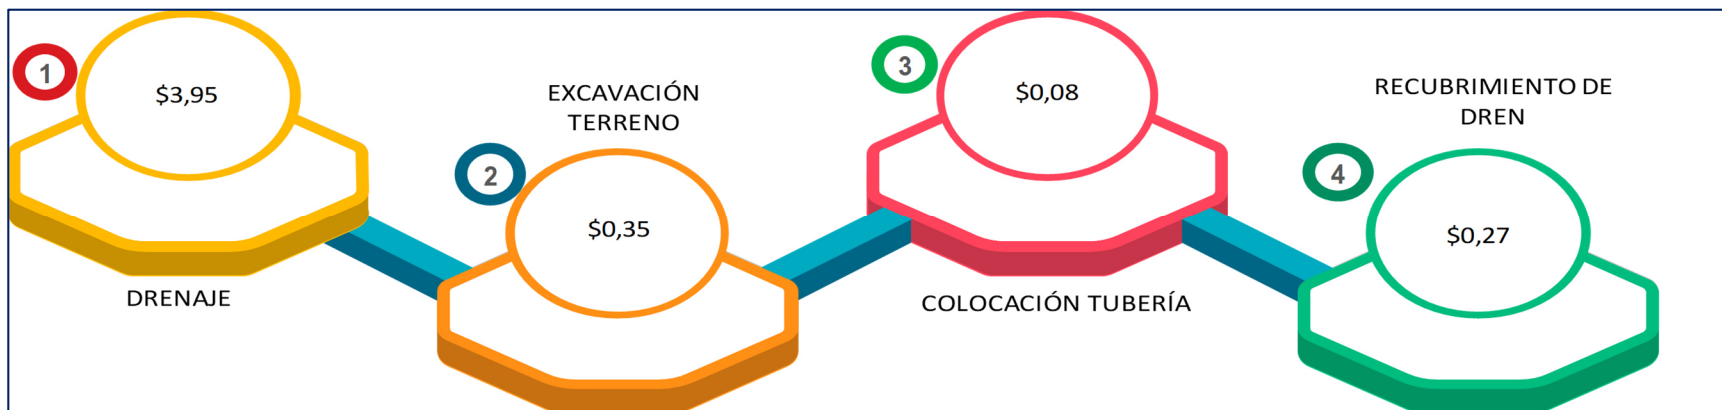 1
$3,95
DRENAJE
2
EXCAVACIÓN
TERRENO
$0,35
3
$0,08
COLOCACIÓN TUBERÍA
4
RECUBRIMIENTO DE
DREN
$0,27